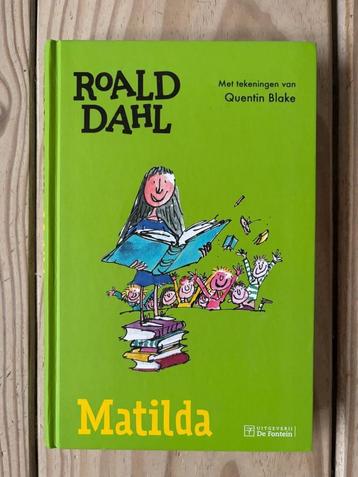 ROALD
DAHL
Met tekeningen van
Quentin Blake
Matilda
UITGEVERIJ
De Fontein